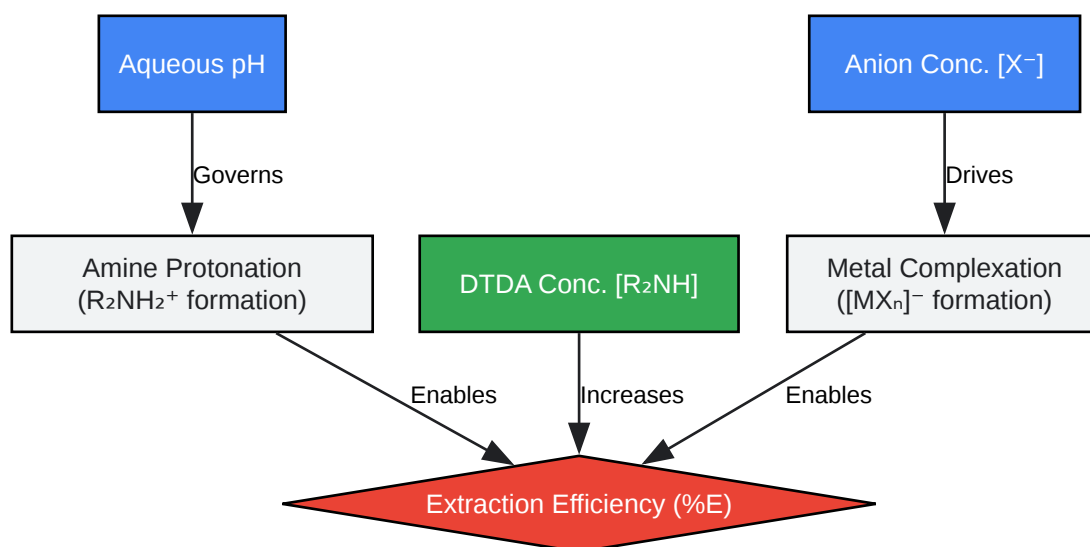 Aqueous pH
Anion Conc. [X⁻]
Governs
Drives
Amine Protonation
(R₂NH₂⁺ formation)
DTDA Conc. [R₂NH]
Metal Complexation
([MXₙ]⁻ formation)
Enables
Increases
Enables
Extraction Efficiency (%E)